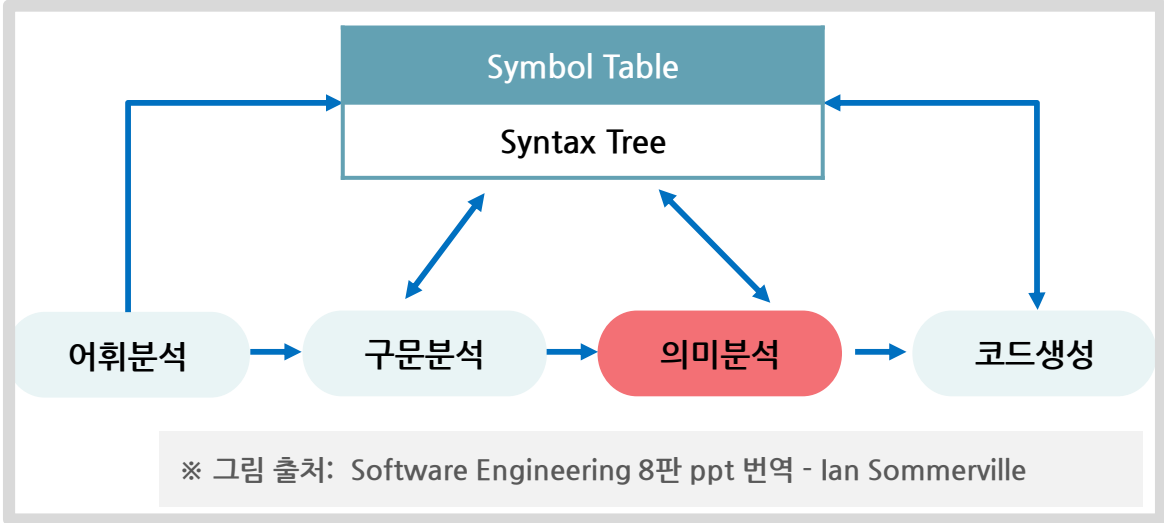 Symbol Table
Syntax Tree
어휘분석
구문분석
의미분석
코드생성
※ 그림 출처: Software Engineering 8판 ppt 번역 - Ian Sommerville